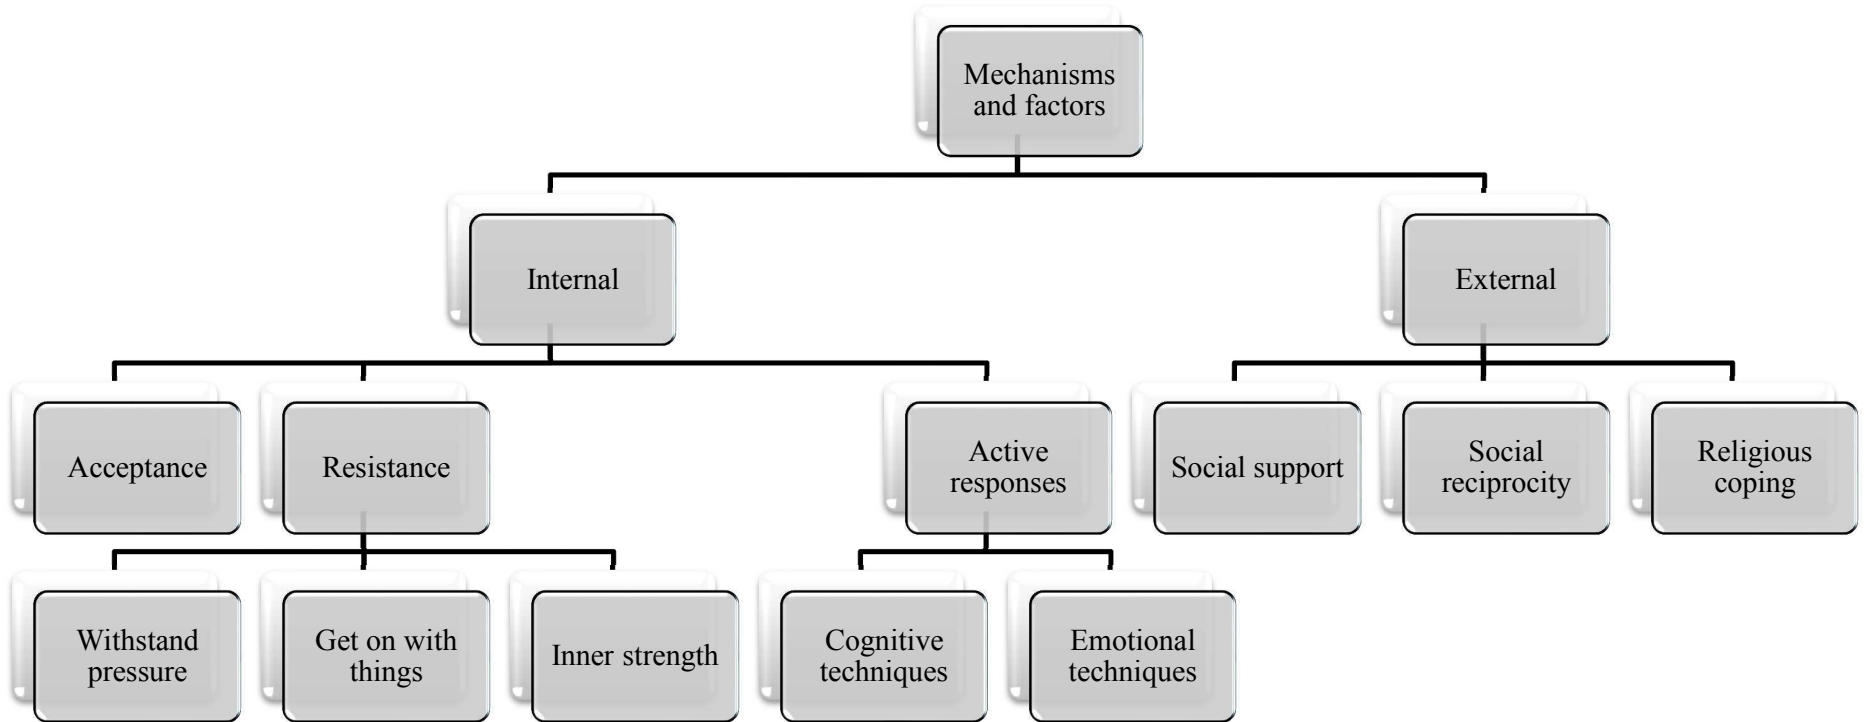 Mechanisms
and factors
Internal
External
Acceptance
Resistance
Active
responses
Social support
Social
reciprocity
Religious
coping
Withstand
pressure
Get on with
things
Inner strength
Cognitive
techniques
Emotional
techniques